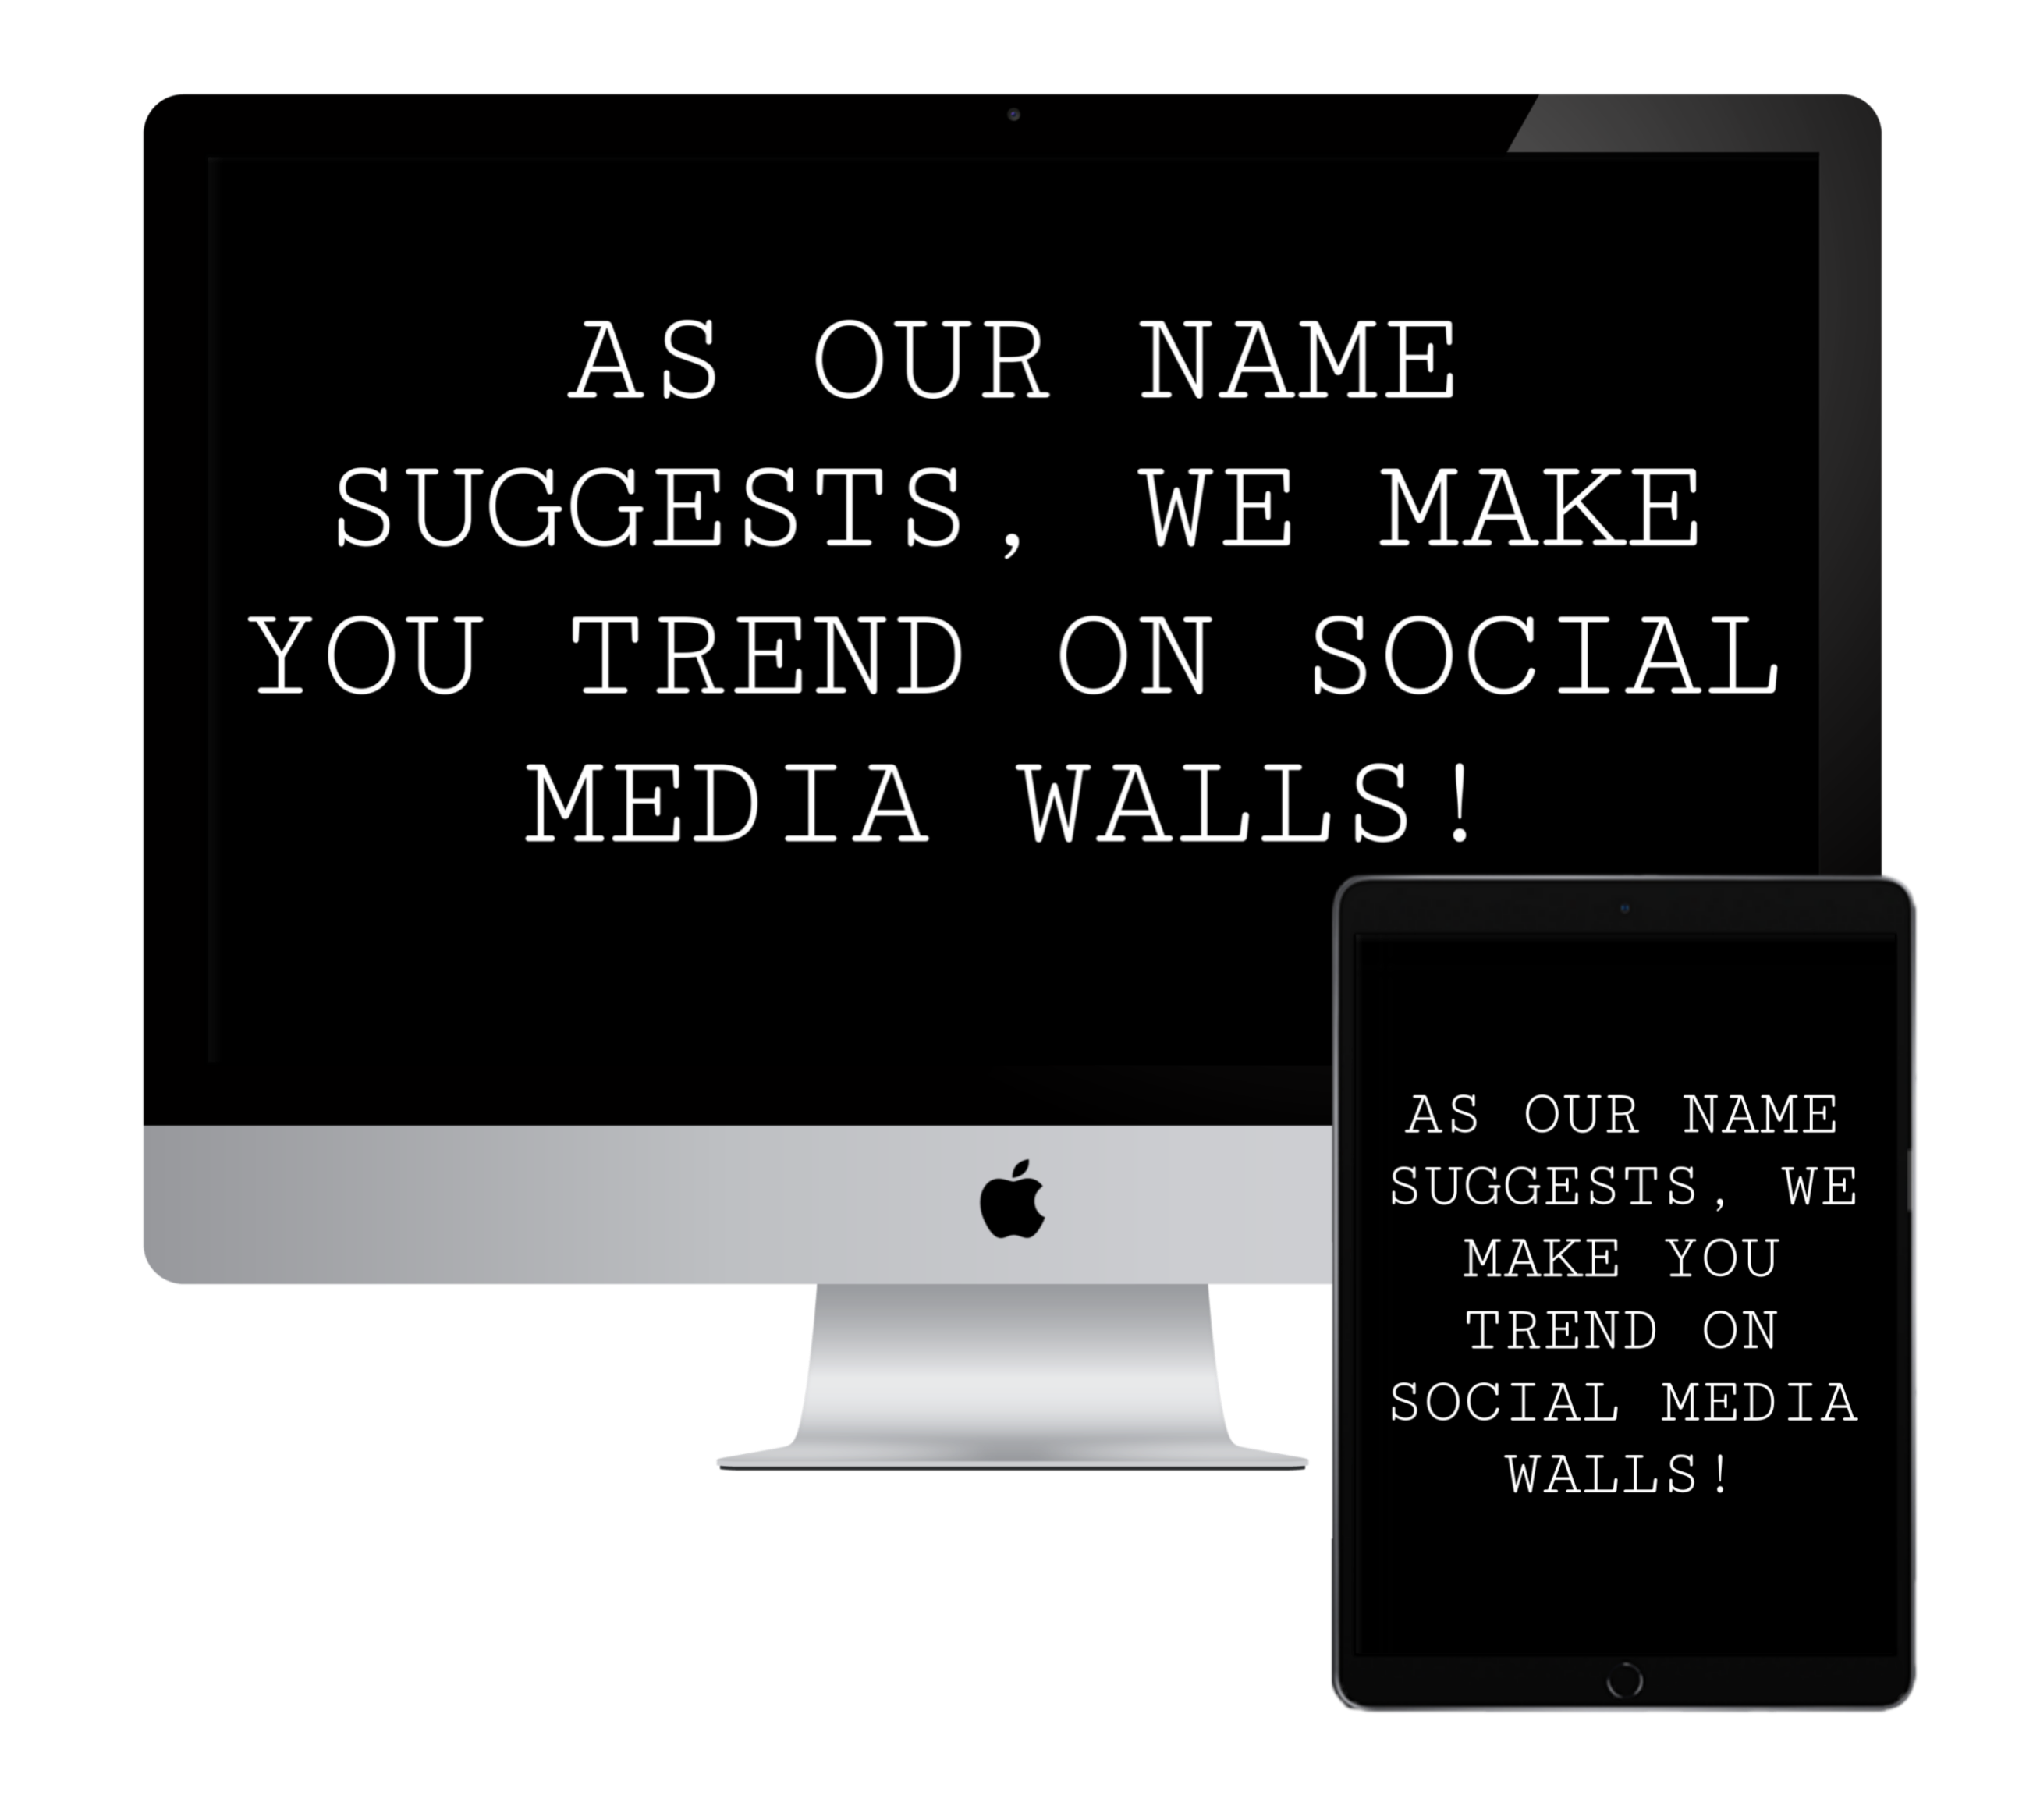 AS OUR NAME
SUGGESTS, WE MAKE
YOU TREND ON SOCIAL
MEDIA WALLS!
AS OUR NAME
SUGGESTS, WE
MAKE YOU
TREND ON
SOCIAL MEDIA
WALLS!